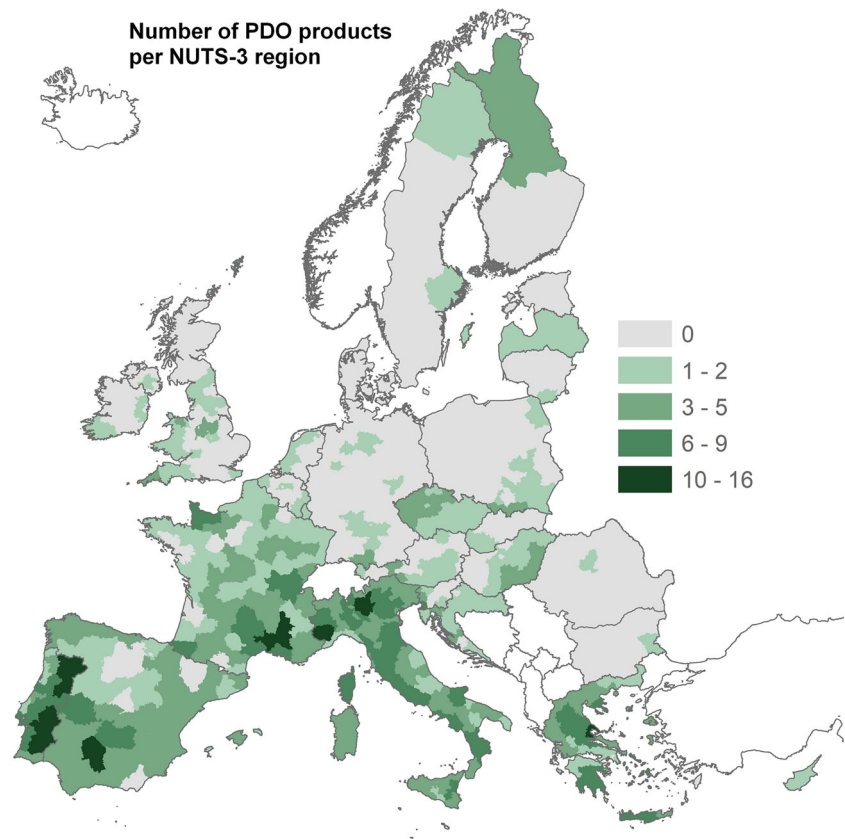 Number of PDO products
per NUTS-3 region
0
1 - 2
3 - 5
6 - 9
10 - 16